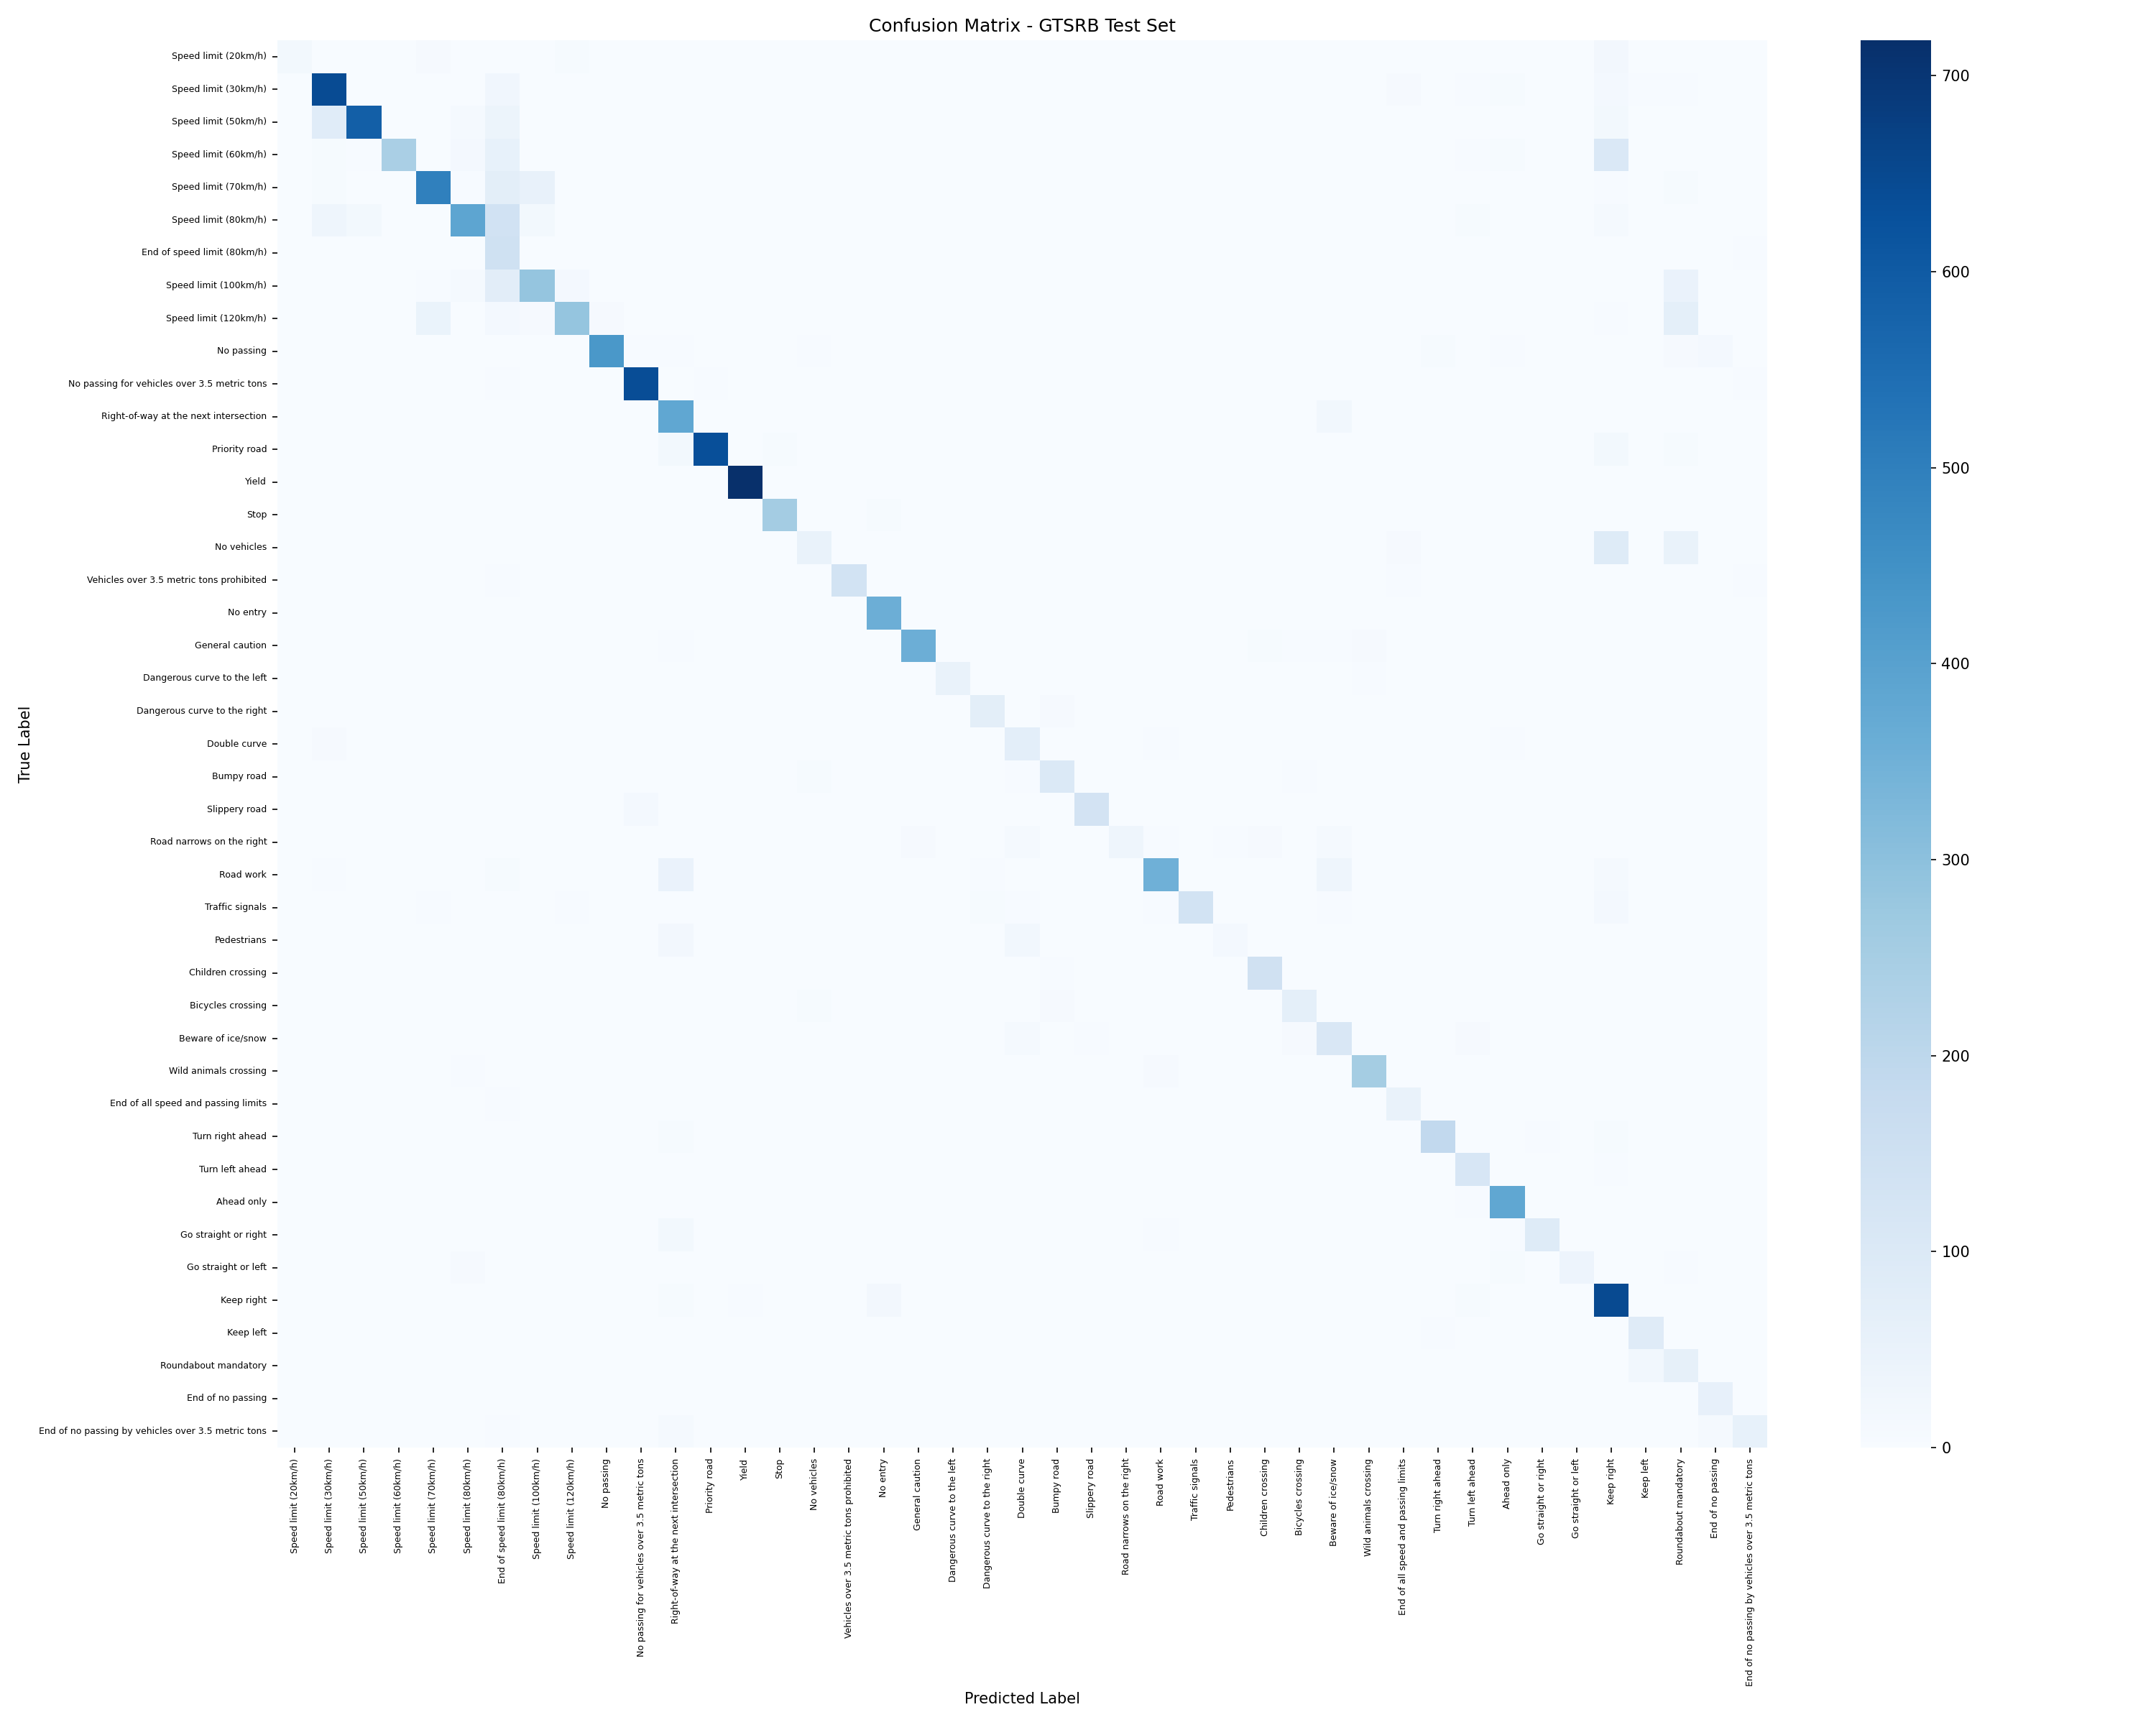 Confusion Matrix - GTSRB Test Set
True Label
Speed limit (20km/h)
Speed limit (30km/h)
Speed limit (50km/h)
Speed limit (60km/h)
Speed limit (70km/h)
Speed limit (80km/h)
End of speed limit (80km/h)
Speed limit (100km/h)
Speed limit (120km/h)
No passing
No passing for vehicles over 3.5 metric tons
Right-of-way at the next intersection
Priority road
Yield
Stop
No vehicles
Vehicles over 3.5 metric tons prohibited
No entry
General caution
Dangerous curve to the left
Dangerous curve to the right
Double curve
Bumpy road
Slippery road
Road narrows on the right
Road work
Traffic signals
Pedestrians
Children crossing
Bicycles crossing
Beware of ice/snow
Wild animals crossing
End of all speed and passing limits
Turn right ahead
Turn left ahead
Ahead only
Go straight or right
Go straight or left
Keep right
Keep left
Roundabout mandatory
End of no passing
End of no passing by vehicles over 3.5 metric tons
Speed limit (20km/h)
Speed limit (30km/h)
Speed limit (50km/h)
Speed limit (60km/h)
Speed limit (70km/h)
Speed limit (80km/h)
End of speed limit (80km/h)
Speed limit (100km/h)
Speed limit (120km/h)
No passing
No passing for vehicles over 3.5 metric tons
Right-of-way at the next intersection
Priority road
Yield
Stop
No vehicles
Vehicles over 3.5 metric tons prohibited
No entry
General caution
Dangerous curve to the left
Dangerous curve to the right
Double curve
Bumpy road
Slippery road
Road narrows on the right
Road work
Traffic signals
Pedestrians
Children crossing
Bicycles crossing
Beware of ice/snow
Wild animals crossing
End of all speed and passing limits
Turn right ahead
Turn left ahead
Ahead only
Go straight or right
Go straight or left
Keep right
Keep left
Roundabout mandatory
End of no passing
End of no passing by vehicles over 3.5 metric tons
Predicted Label
700
600
500
400
300
200
100
0